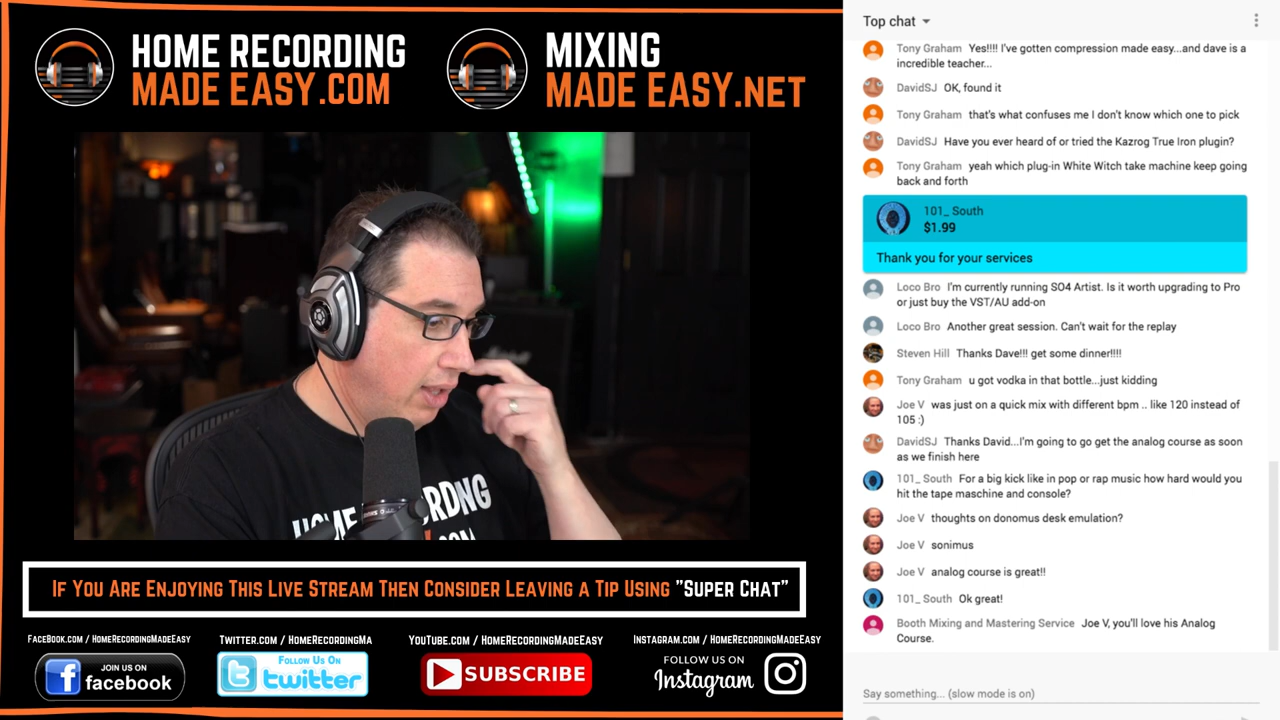 HOME RECORDING
MADE EASY.COM
MIXING
MADE EASY.NET
Top chat
Tony Graham Yes!!!! I've gotten compression made easy...and dave is a
incredible teacher...
DavidSJ OK, found it
Tony Graham that's what confuses me I don't know which one to pick
DavidSJ Have you ever heard of or tried the Kazrog True Iron plugin?
Tony Graham yeah which plug-in White Witch take machine keep going
back and forth
101_ South
$1.99
Thank you for your services
Loco Bro I'm currently running SO4 Artist. Is it worth upgrading to Pro
or just buy the VST/AU add-on
Loco Bro Another great session. Can't wait for the replay
Steven Hill Thanks Dave!!! get some dinner!!!!
Tony Graham u got vodka in that bottle...just kidding
Joe V was just on a quick mix with different bpm .. like 120 instead of
105 :)
DavidSJ Thanks David...I'm going to go get the analog course as soon
as we finish here
101_ South For a big kick like in pop or rap music how hard would you
hit the tape maschine and console?
Joe V thoughts on donomus desk emulation?
Joe V sonimus
Joe V analog course is great!!
101_ South Ok great!
Booth Mixing and Mastering Service Joe V, you'll love his Analog
Course.
Say something... (slow mode is on)
If You Are Enjoying This Live Stream Then Consider Leaving a Tip Using "Super Chat"
FaceBook.com / HomeRecordingMadeEasy
Twitter.com / HomeRecordingMa
YouTube.com / HomeRecordingMadeEasy
Instagram.com / HomeRecordingMadeEasy
JOIN US ON
facebook
Follow Us On
twitter
SUBSCRIBE
FOLLOW US ON
Instagram